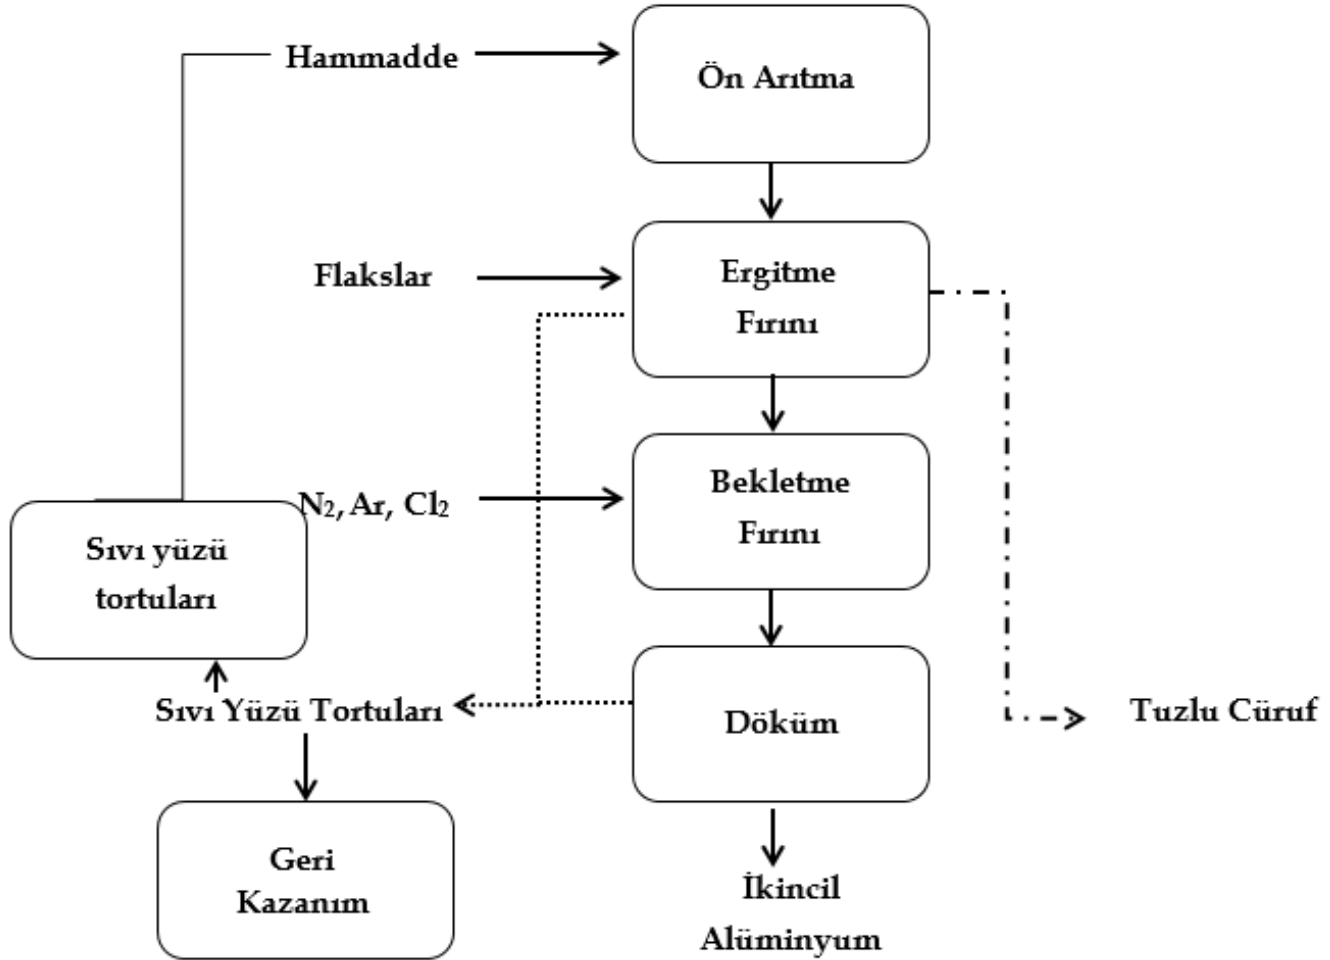 Hammadde
Ön Arıtma
Flakslar
Ergitme
Fırını
N₂, Ar, Cl₂
Bekletme
Fırını
Sıvı yüzü
tortuları
Sıvı Yüzü Tortuları
Döküm
Tuzlu Cüruf
Geri
Kazanım
İkincil
Alüminyum